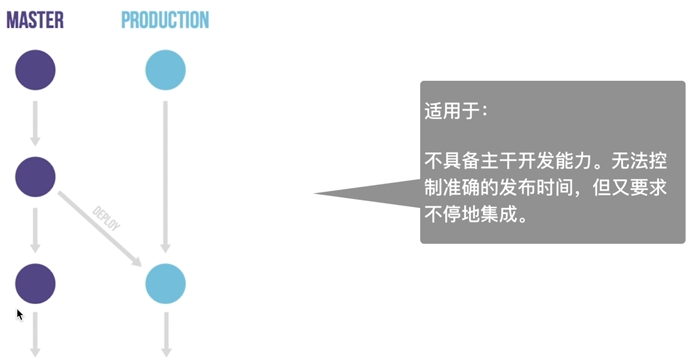 MASTER
PRODUCTION
DEPLOY
适用于：
不具备主干开发能力。无法控
制准确的发布时间，但又要求
不停地集成。